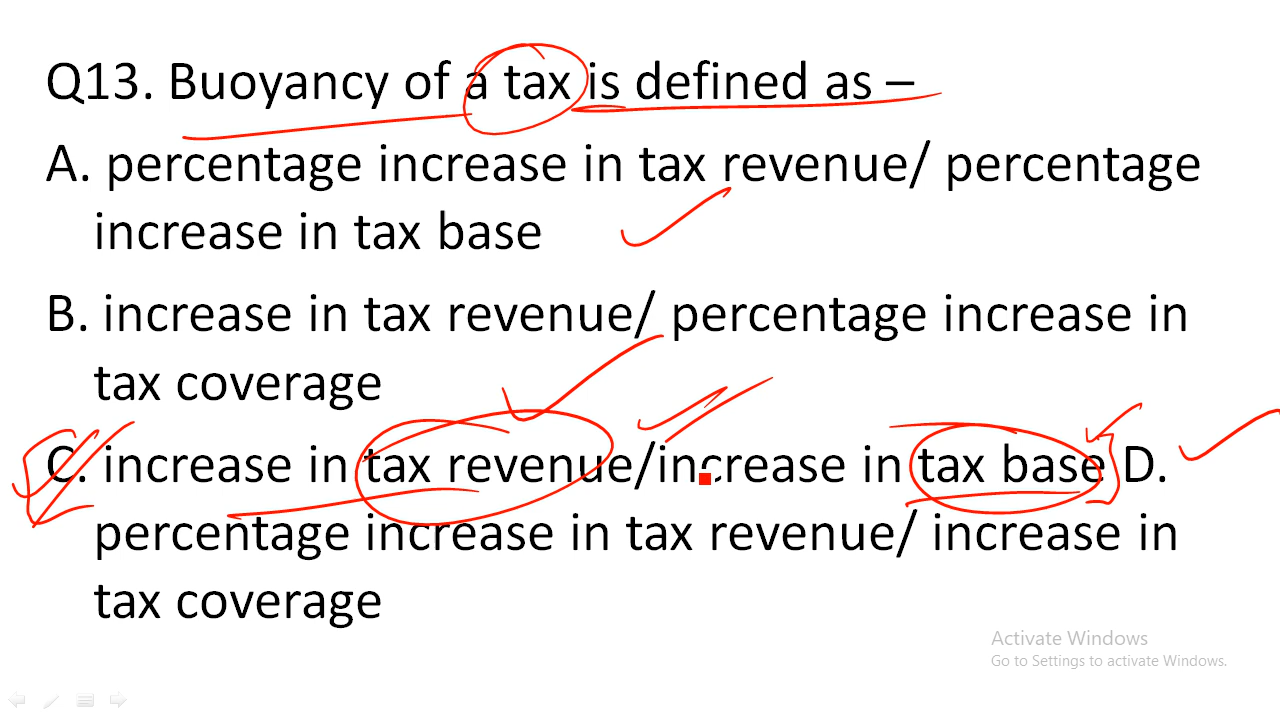 Q13. Buoyancy of a tax is defined as –
A. percentage increase in tax revenue/ percentage
increase in tax base
B. increase in tax revenue/ percentage increase in
tax coverage
C. increase in tax revenue/increase in tax base D.
percentage increase in tax revenue/ increase in
tax coverage
Activate Windows
Go to Settings to activate Windows.